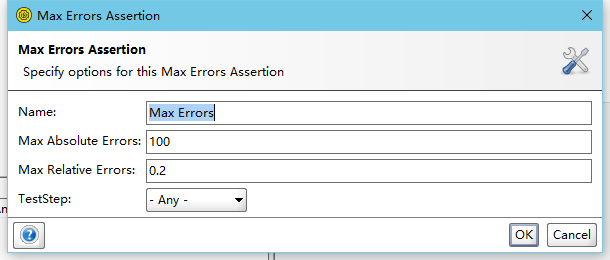 Max Errors Assertion
Max Errors Assertion
Specify options for this Max Errors Assertion
Name: Max Errors
Max Absolute Errors: 100
Max Relative Errors: 0.2
TestStep: - Any -
OK Cancel